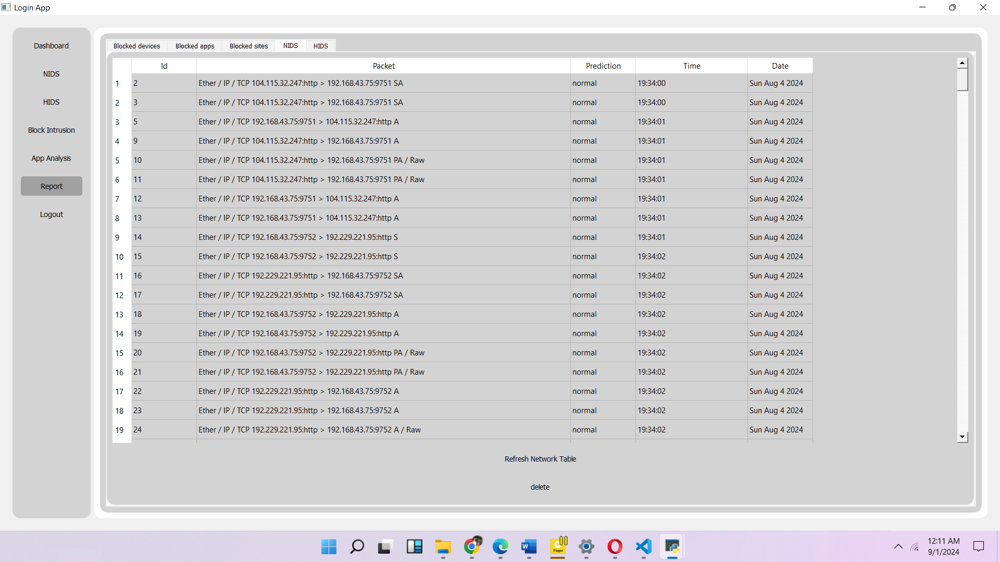 Login App
Dashboard
NIDS
HIDS
Block Intrusion
App Analysis
Report
Logout
Blocked devices Blocked apps Blocked sites NIDS HIDS
Id Packet Prediction Time Date
1 2 Ether / IP / TCP 104.115.32.247:http > 192.168.43.75:9751 SA normal 19:34:00 Sun Aug 4 2024
2 3 Ether / IP / TCP 104.115.32.247:http > 192.168.43.75:9751 SA normal 19:34:00 Sun Aug 4 2024
3 5 Ether / IP / TCP 192.168.43.75:9751 > 104.115.32.247:http A normal 19:34:01 Sun Aug 4 2024
4 9 Ether / IP / TCP 104.115.32.247:http > 192.168.43.75:9751 A normal 19:34:01 Sun Aug 4 2024
5 10 Ether / IP / TCP 104.115.32.247:http > 192.168.43.75:9751 PA / Raw normal 19:34:01 Sun Aug 4 2024
6 11 Ether / IP / TCP 104.115.32.247:http > 192.168.43.75:9751 PA / Raw normal 19:34:01 Sun Aug 4 2024
7 12 Ether / IP / TCP 192.168.43.75:9751 > 104.115.32.247:http A normal 19:34:01 Sun Aug 4 2024
8 13 Ether / IP / TCP 192.168.43.75:9751 > 104.115.32.247:http A normal 19:34:01 Sun Aug 4 2024
9 14 Ether / IP / TCP 192.168.43.75:9752 > 192.229.221.95:http S normal 19:34:01 Sun Aug 4 2024
10 15 Ether / IP / TCP 192.168.43.75:9752 > 192.229.221.95:http S normal 19:34:02 Sun Aug 4 2024
11 16 Ether / IP / TCP 192.229.221.95:http > 192.168.43.75:9752 SA normal 19:34:02 Sun Aug 4 2024
12 17 Ether / IP / TCP 192.229.221.95:http > 192.168.43.75:9752 SA normal 19:34:02 Sun Aug 4 2024
13 18 Ether / IP / TCP 192.168.43.75:9752 > 192.229.221.95:http A normal 19:34:02 Sun Aug 4 2024
14 19 Ether / IP / TCP 192.168.43.75:9752 > 192.229.221.95:http A normal 19:34:02 Sun Aug 4 2024
15 20 Ether / IP / TCP 192.168.43.75:9752 > 192.229.221.95:http PA / Raw normal 19:34:02 Sun Aug 4 2024
16 21 Ether / IP / TCP 192.168.43.75:9752 > 192.229.221.95:http PA / Raw normal 19:34:02 Sun Aug 4 2024
17 22 Ether / IP / TCP 192.229.221.95:http > 192.168.43.75:9752 A normal 19:34:02 Sun Aug 4 2024
18 23 Ether / IP / TCP 192.229.221.95:http > 192.168.43.75:9752 A normal 19:34:02 Sun Aug 4 2024
19 24 Ether / IP / TCP 192.229.221.95:http > 192.168.43.75:9752 A / Raw normal 19:34:02 Sun Aug 4 2024
Refresh Network Table
delete
Player
12:11 AM
9/1/2024